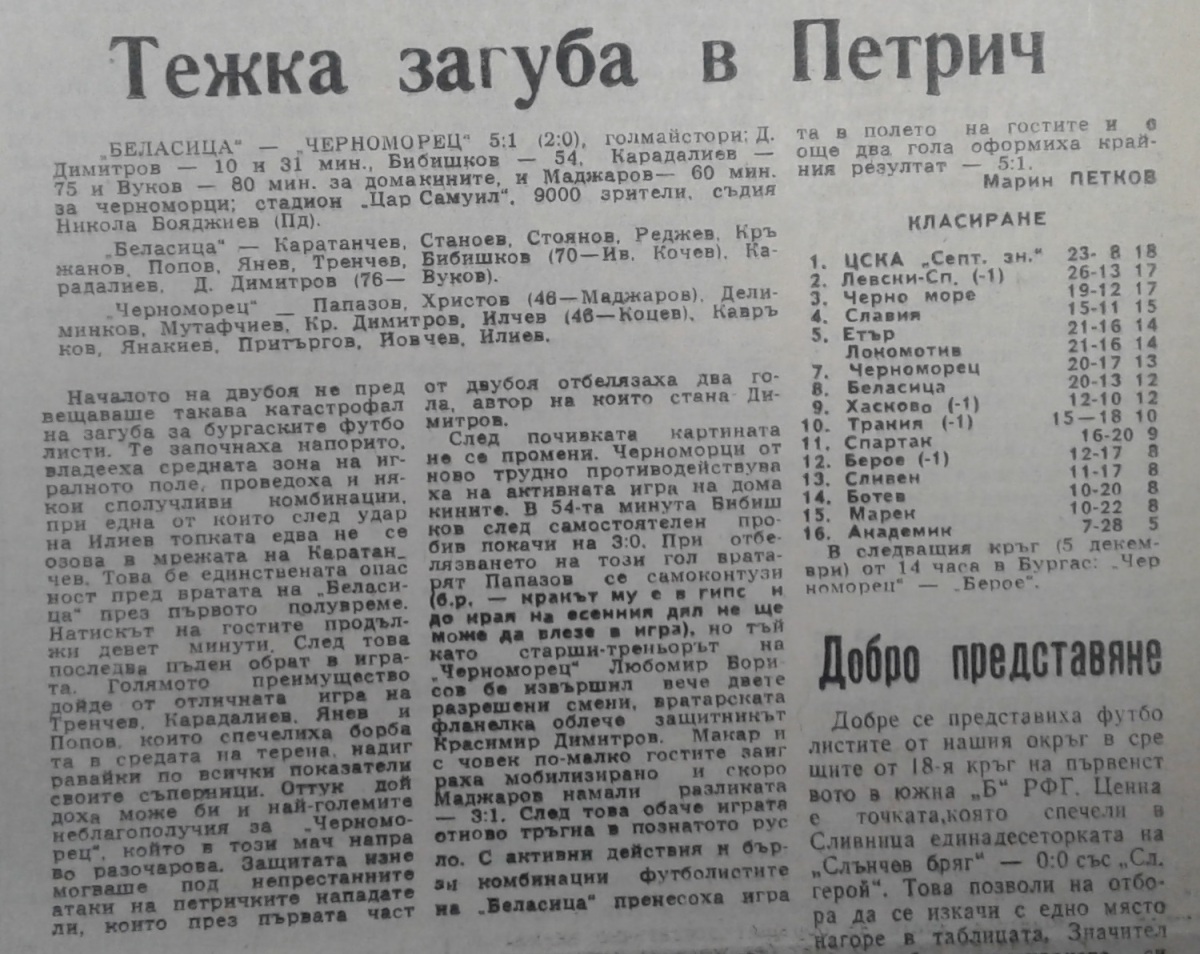 Тежка загуба в Петрич
„БЕЛАСИЦА“ — „ЧЕРНОМОРЕЦ“ 5:1 (2:0), голмайстори: Д.
Димитров — 10 и 31 мин., Бибишков — 54, Карадалиев —
75 и Вуков — 80 мин. за домакините, и Маджаров— 60 мин.
за черноморци; стадион „Цар Самуил“, 9000 зрители, съдия
Никола Бояджиев (Пд).
„Беласица“ — Каратанчев, Станоев, Стоянов, Реджев, Кръ
жанов, Попов, Янев, Тренчев, Бибишков (70—Ив. Кочев), Ка-
радалиев, Д. Димитров (76— Вуков).
„Черноморец“ — Папазов, Христов (46—Маджаров), Дели-
минков, Мутафчиев, Кр. Димитров, Илчев (46—Коцев), Кавръ
ков, Янакиев, Притъргов, Йовчев, Илиев.
Началото на двубоя не пред
вещаваше такава катастрофал
на загуба за бургаските футбо
листи. Те започнаха напорито,
владееха средната зона на иг-
ралното поле, проведоха и ня-
кои сполучливи комбинации,
при една от които след удар
на Илиев топката едва не се
озова в мрежата на Каратан_
чев. Това бе единствената опас
ност пред вратата на „Беласи-
ца“ през първото полувреме.
Натискът на гостите продъл-
жи девет минути. След това
последва пълен обрат в игра-
та. Голямото преимущество
дойде от отличната игра на
Тренчев, Карадалиев, Янев и
Попов, които спечелиха борба
та в средата на терена, надиг
равайки по всички показатели
своите съперници. Оттук дой
доха може би и най-големите
неблагополучия за „Черномо-
рец“, който в този мач напра
во разочарова. Защитата изне
могваше под непрестанните
атаки на петричките нападате
ли, които през първата част
от двубоя отбелязаха два го-
ла, автор на които стана Ди-
митров.
След почивката картината
не се промени. Черноморци от
ново трудно противодействува
ха на активната игра на дома
кините. В 54-та минута Бибиш
ков след самостоятелен про-
бив покачи на 3:0. При отбе-
лязването на този гол врата-
рят Папазов се самоконтузи
(б.р. — кракът му е в гипс и
до края на есенния дял не ще
може да влезе в игра), но тъй
като старши-треньорът на
„Черноморец“ Любомир Бори
сов бе извършил вече двете
разрешени смени, вратарската
фланелка облече защитникът
Красимир Димитров. Макар и
с човек по-малко гостите заиг
раха мобилизирано и скоро
Маджаров намали разликата
— 3:1. След това обаче играта
отново тръгна в познатото рус
ло. С активни действия и бър-
зи комбинации футболистите
на „Беласица“ пренесоха игра
та в полето на гостите и с
още два гола оформиха край-
ния резултат — 5:1.
Марин ПЕТКОВ
КЛАСИРАНЕ
1. ЦСКА „Септ. зн.“ 23- 8 18
2. Левски-Сп. (-1) 26-13 17
3. Черно море 19-12 17
4. Славия 15-11 15
5. Етър 21-16 14
Локомотив 21-16 14
7. Черноморец 20-17 13
8. Беласица 20-13 12
9. Хасково (-1) 12-10 12
10. Тракия (-1) 15—18 10
11. Спартак 16-20 9
12. Берое (-1) 12-17 8
13. Сливен 11-17 8
14. Ботев 10-20 8
15. Марек 10-22 8
16. Академик 7-28 5
В следващия кръг (5 декем-
ври) от 14 часа в Бургас: „Чер
номорец“ — „Берое“.
Добро представяне
Добре се представиха футбо
листите от нашия окръг в сре
щите от 18-я кръг на първенст
вото в южна „Б“ РФГ. Ценна
е точката,която спечели в
Сливница единадесеторката на
„Слънчев бряг“ — 0:0 със „Сл.
герой“. Това позволи на отбо-
ра да се изкачи с едно място
нагоре в таблицата. Значител